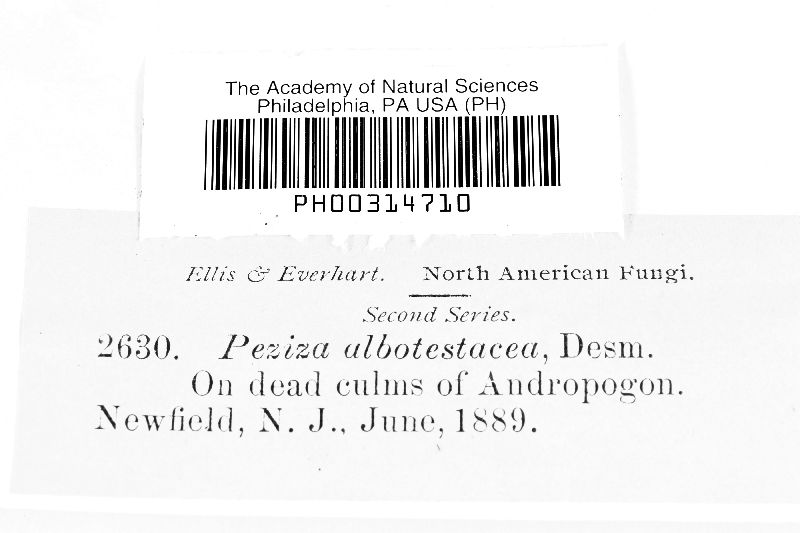 The Academy of Natural Sciences
Philadelphia, PA USA (PH)
PH00314710
Ellis & Everhart. North American Fungi.
Second Series.
2630. Peziza albotestacea, Desm.
On dead culms of Andropogon.
Newfield, N. J., June, 1889.